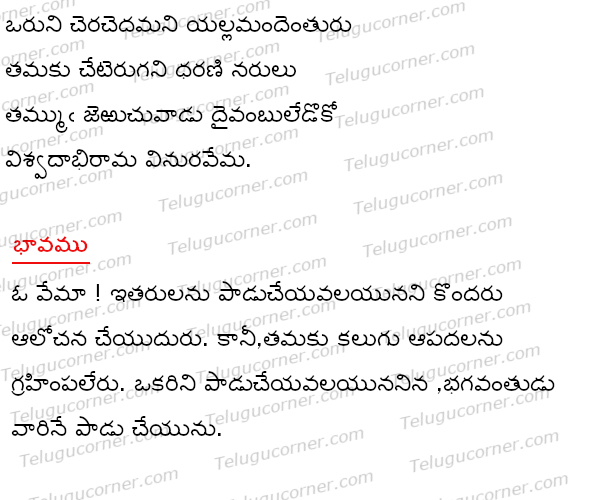 ఒరుని చెరచెదమని యుల్లమందెంతురు
తమకు చేటెరుగని ధరణి నరులు
తమ్ముఁ జెఱుచువాడు దైవంబులేడొకో
విశ్వదాభిరామ వినురవేమ.
భావము
ఓ వేమా ! ఇతరులను పాడుచేయవలయునని కొందరు
ఆలోచన చేయుదురు. కానీ,తమకు కలుగు ఆపదలను
గ్రహింపలేరు. ఒకరిని పాడుచేయవలయుననిన ,భగవంతుడు
వారినే పాడు చేయును.
Telugucorner.com